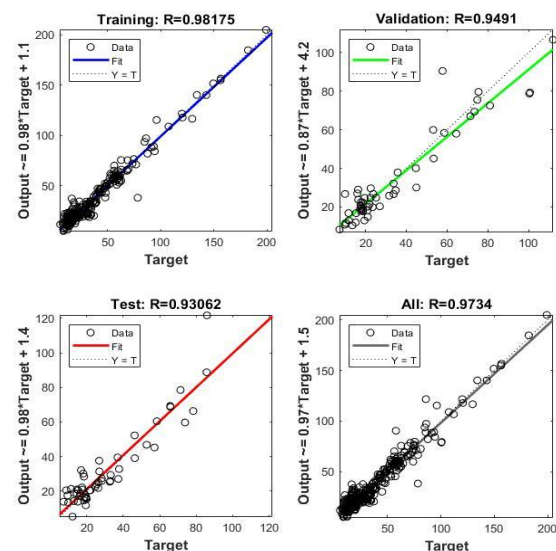 Training: R=0.98175
Output ~= 0.98*Target + 1.1
Data
Fit
Y = T
200
150
100
50
50 100 150 200
Target
Validation: R=0.9491
Output ~= 0.87*Target + 4.2
Data
Fit
Y = T
100
80
60
40
20
20 40 60 80 100
Target
Test: R=0.93062
Output ~= 0.98*Target + 1.4
Data
Fit
Y = T
120
100
80
60
40
20
20 40 60 80 100 120
Target
All: R=0.9734
Output ~= 0.97*Target + 1.5
Data
Fit
Y = T
200
150
100
50
50 100 150 200
Target